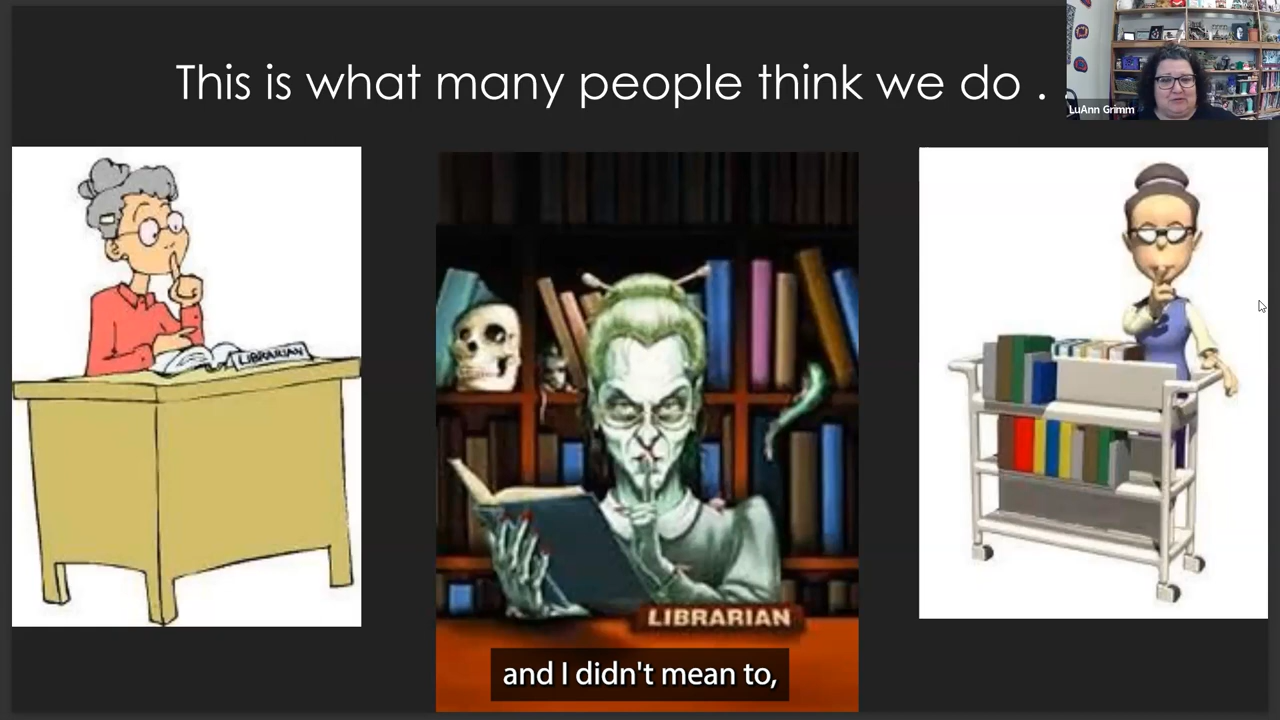 This is what many people think we do .
LuAnn Grimm
LIBRARIAN
LIBRARIAN
and I didn't mean to,